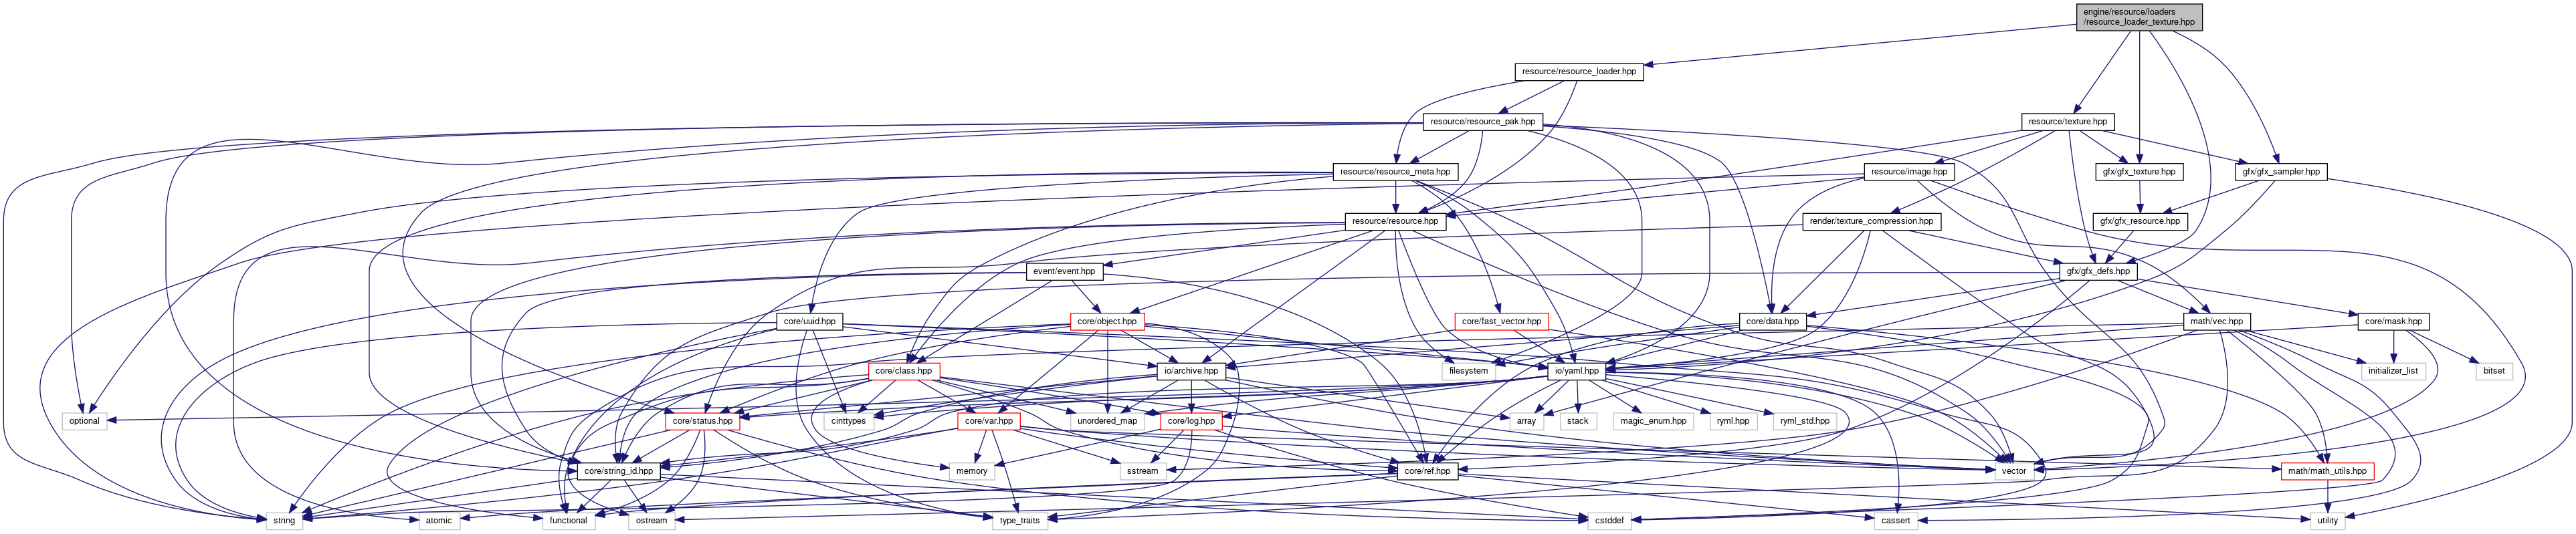 engine/resource/loaders
/resource_loader_texture.hpp
resource/resource_loader.hpp
resource/resource_pak.hpp
resource/texture.hpp
resource/resource_meta.hpp
resource/image.hpp
gfx/gfx_texture.hpp
gfx/gfx_sampler.hpp
resource/resource.hpp
render/texture_compression.hpp
gfx/gfx_resource.hpp
event/event.hpp
gfx/gfx_defs.hpp
core/uuid.hpp
core/object.hpp
core/fast_vector.hpp
core/data.hpp
math/vec.hpp
core/mask.hpp
core/class.hpp
io/archive.hpp
filesystem
io/yaml.hpp
initializer_list
bitset
optional
core/status.hpp
cinttypes
core/var.hpp
unordered_map
core/log.hpp
array
stack
magic_enum.hpp
ryml.hpp
ryml_std.hpp
core/string_id.hpp
memory
sstream
core/ref.hpp
vector
math/math_utils.hpp
string
atomic
functional
ostream
type_traits
cstddef
cassert
utility